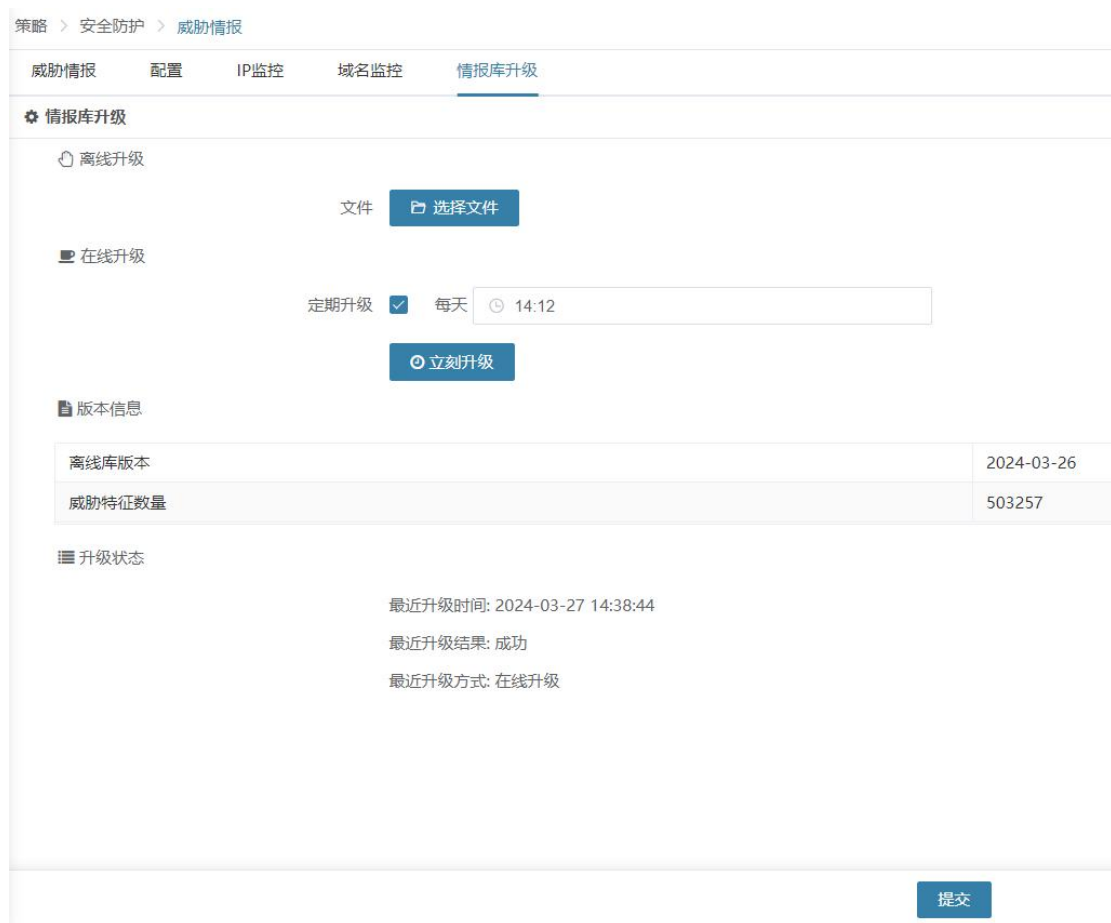 策略 > 安全防护 > 威胁情报
威胁情报 配置 IP监控 域名监控 情报库升级
情报库升级
离线升级
文件 选择文件
在线升级
定期升级 每天 14:12
立刻升级
版本信息
离线库版本 2024-03-26
威胁特征数量 503257
升级状态
最近升级时间: 2024-03-27 14:38:44
最近升级结果: 成功
最近升级方式: 在线升级
提交